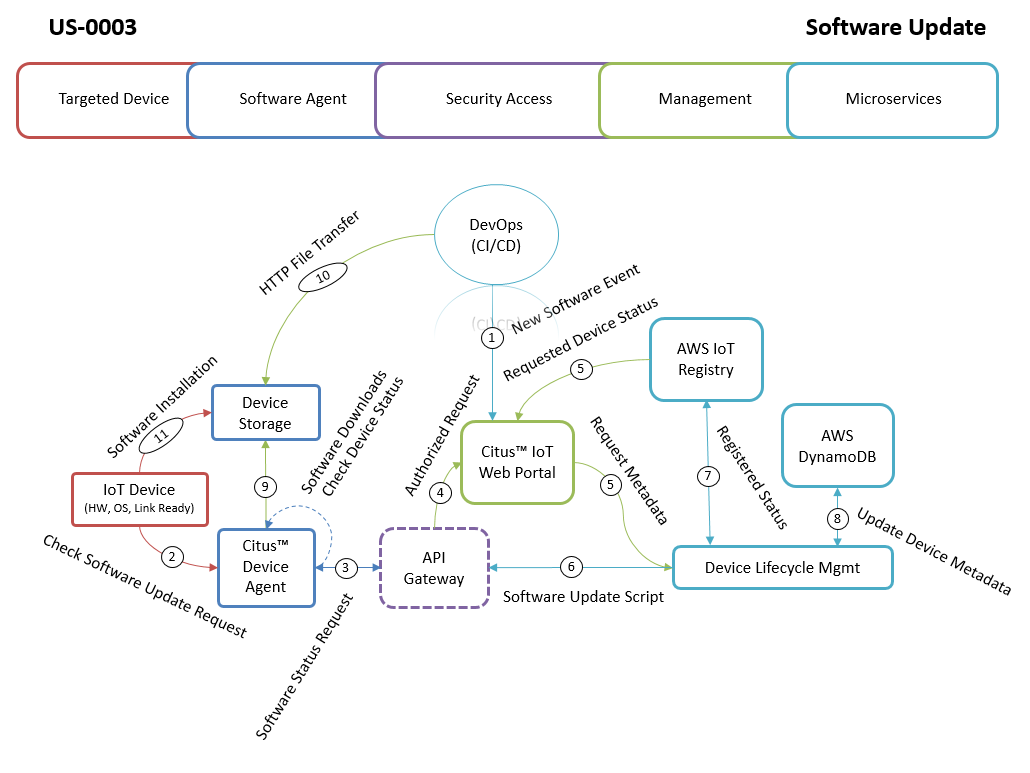 US-0003
Software Update
Targeted Device
Software Agent
Security Access
Management
Microservices
DevOps
(CI/CD)
(CI/CD)
HTTP File Transfer
10
1
New Software Event
Requested Device Status
5
AWS IoT
Registry
Software Installation
11
Device
Storage
Software Downloads
Check Device Status
Authorized Request
4
Citus™ IoT
Web Portal
Request Metadata
5
7
Registered Status
AWS
DynamoDB
IoT Device
(HW, OS, Link Ready)
9
8
Update Device Metadata
2
Check Software Update Request
Citus™
Device
Agent
3
Software Status Request
API
Gateway
6
Software Update Script
Device Lifecycle Mgmt